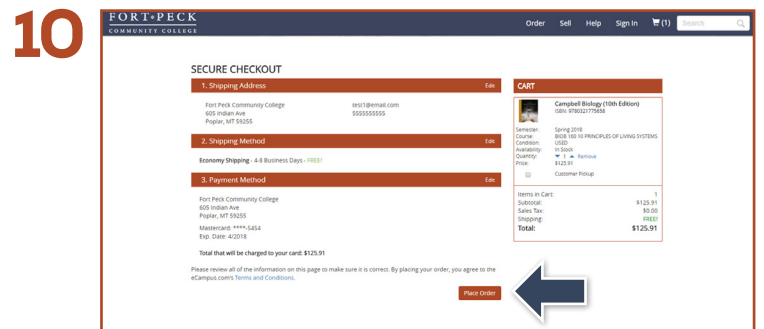 10
FORT•PECK
COMMUNITY COLLEGE
Order Sell Help Sign In (1) Search
SECURE CHECKOUT
1. Shipping Address Edit
Fort Peck Community College test1@email.com
605 Indian Ave 5555555555
Poplar, MT 59255
2. Shipping Method Edit
Economy Shipping - 4-8 Business Days - FREE!
3. Payment Method Edit
Fort Peck Community College
605 Indian Ave
Poplar, MT 59255
Mastercard: ****-5454
Exp. Date: 4/2018
Total that will be charged to your card: $125.91
Please review all of the information on this page to make sure it is correct. By placing your order, you agree to the
eCampus.com's Terms and Conditions.
Place Order
CART
Campbell Biology (10th Edition)
ISBN: 9780321775658
Semester: Spring 2018
Course: BIOB 160 10 PRINCIPLES OF LIVING SYSTEMS
Condition: USED
Availability: In Stock
Quantity: 1 Remove
Price: $125.91
Customer Pickup
Items in Cart: 1
Subtotal: $125.91
Sales Tax: $0.00
Shipping: FREE!
Total: $125.91